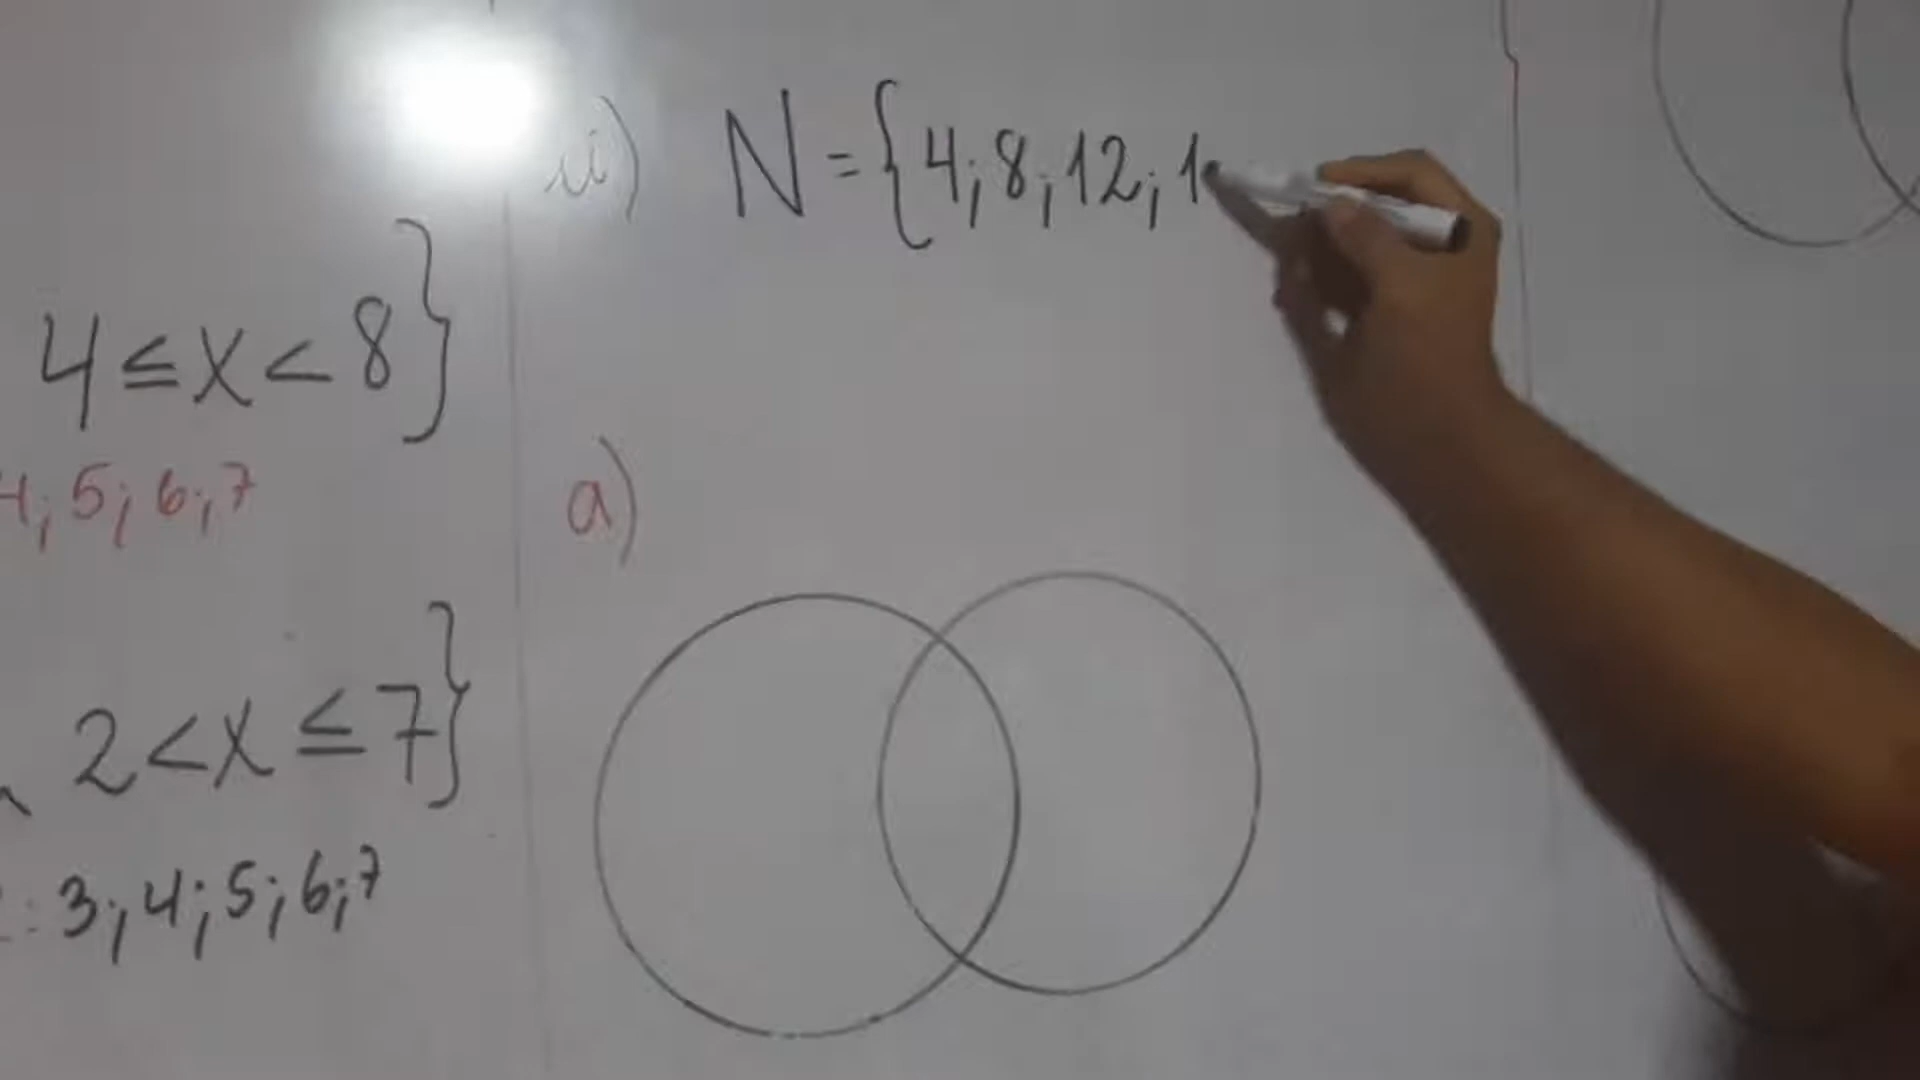 4 ≤ x < 8}
4; 5; 6; 7
2 < x ≤ 7}
: 3; 4; 5; 6; 7
ii) N = {4; 8; 12; 1
a)